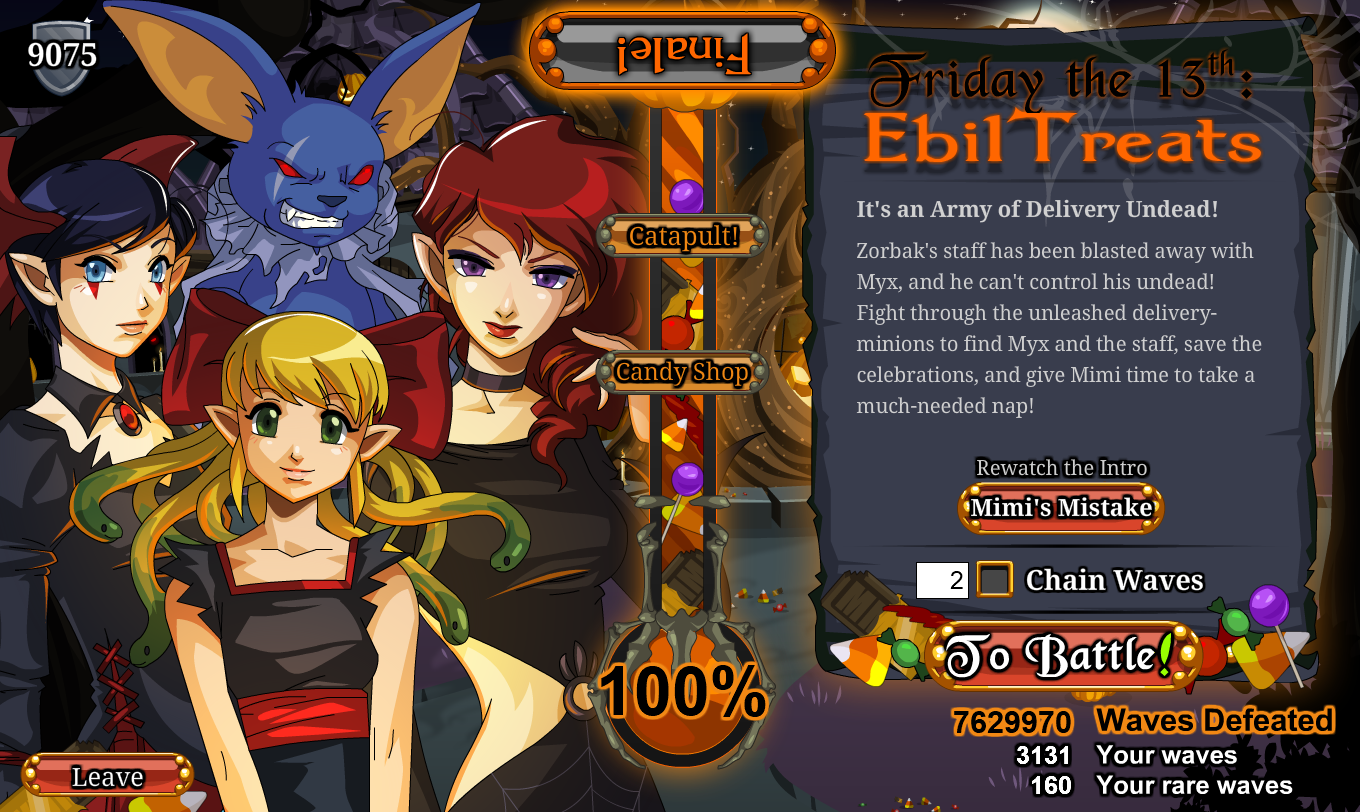 9075
Finale!
Friday the 13th:
Ebil Treats
It's an Army of Delivery Undead!
Zorbak's staff has been blasted away with
Myx, and he can't control his undead!
Fight through the unleashed delivery-
minions to find Myx and the staff, save the
celebrations, and give Mimi time to take a
much-needed nap!
Catapult!
Candy Shop
Rewatch the Intro
Mimi's Mistake
2 Chain Waves
To Battle!
100%
7629970 Waves Defeated
3131 Your waves
160 Your rare waves
Leave